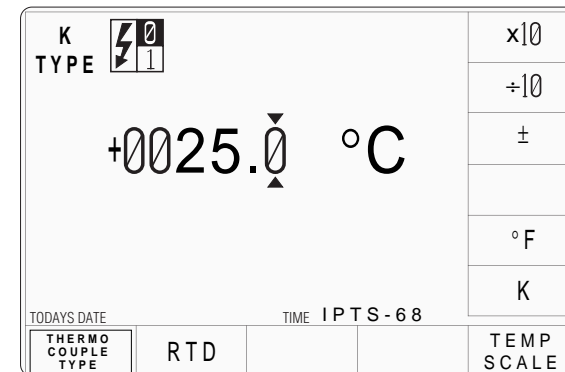 K
TYPE
0
1
+0025.0 °C
TODAYS DATE
TIME IPTS-68
x10
÷10
±
°F
K
THERMO
COUPLE
TYPE
RTD
TEMP
SCALE